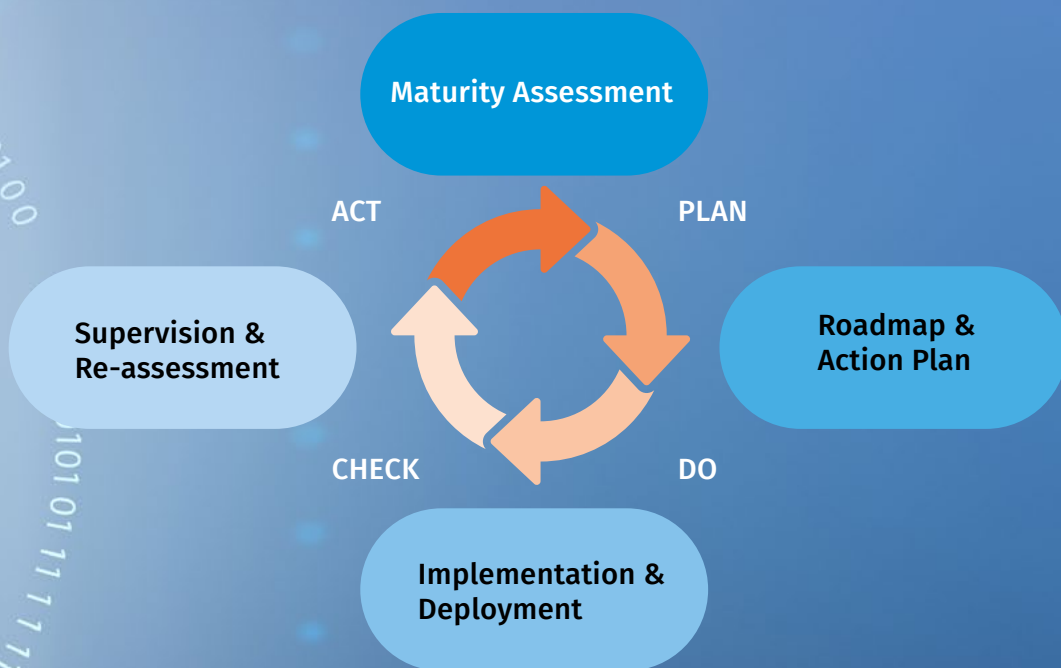 Maturity Assessment
ACT
PLAN
Supervision &
Re-assessment
Roadmap &
Action Plan
CHECK
DO
Implementation &
Deployment